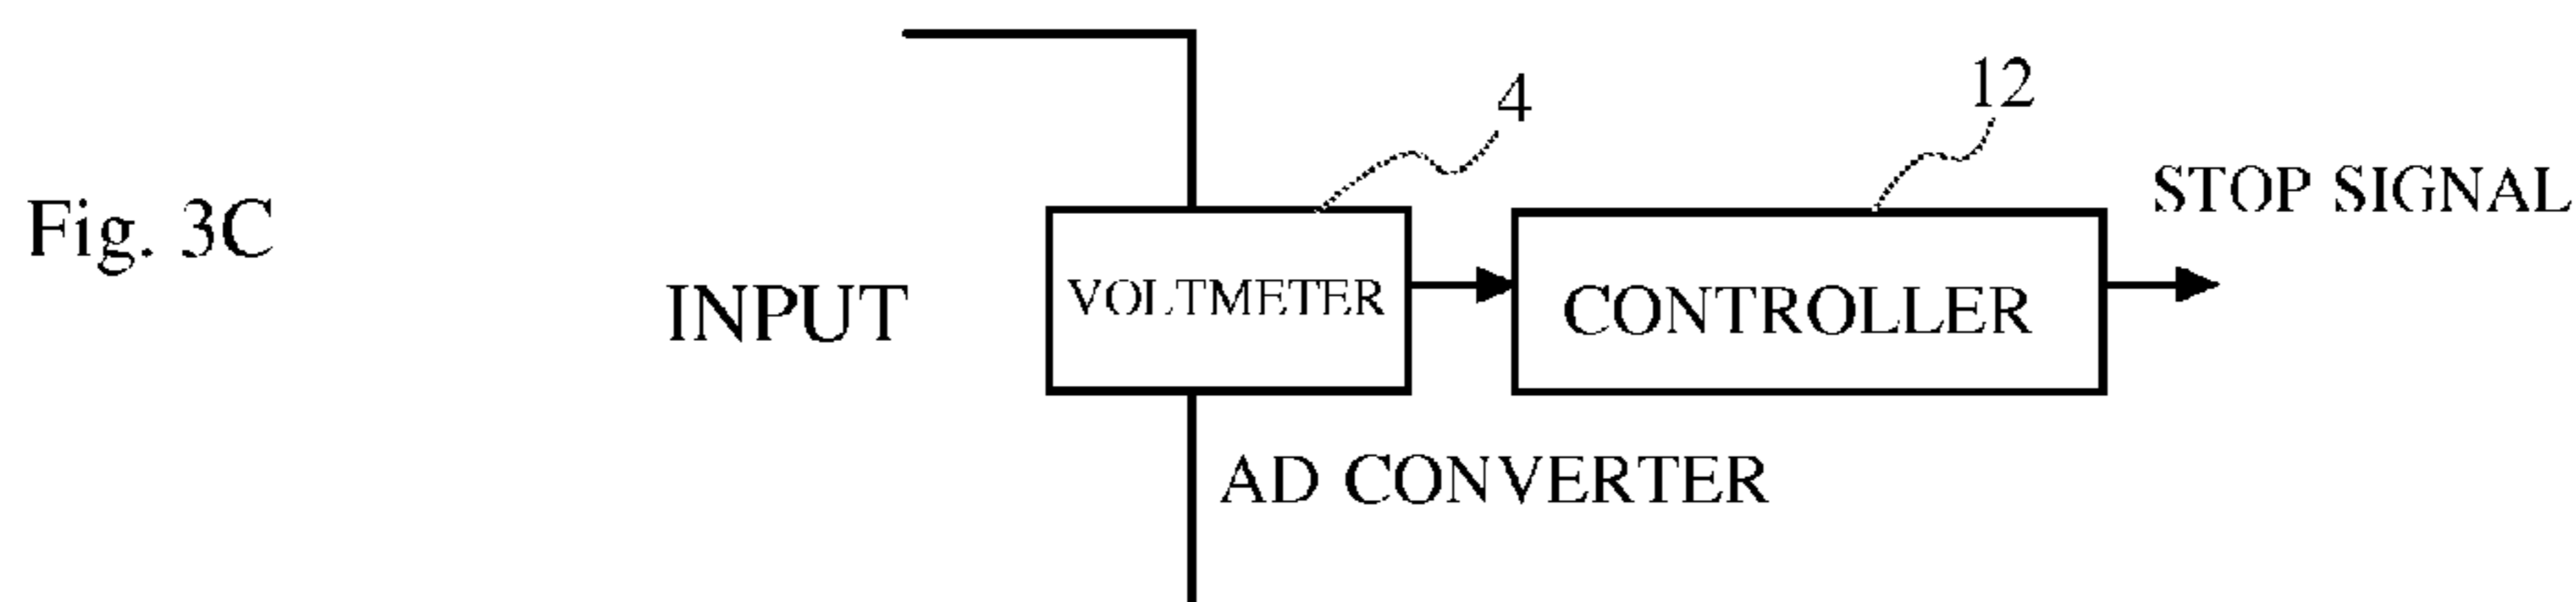 4
12
STOP SIGNAL
Fig. 3C
INPUT
VOLTMETER
CONTROLLER
AD CONVERTER